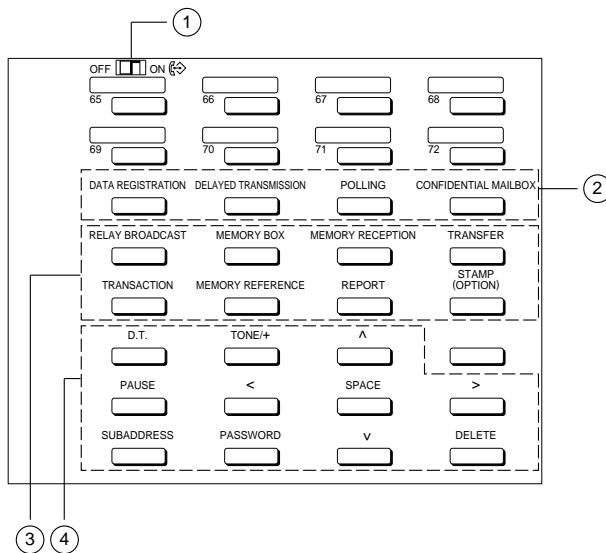 1
OFF ON
65 66 67 68
69 70 71 72
DATA REGISTRATION DELAYED TRANSMISSION POLLING CONFIDENTIAL MAILBOX
2
RELAY BROADCAST MEMORY BOX MEMORY RECEPTION TRANSFER
TRANSACTION MEMORY REFERENCE REPORT STAMP
(OPTION)
D.T. TONE/+ ^
PAUSE < SPACE >
SUBADDRESS PASSWORD v DELETE
3 4